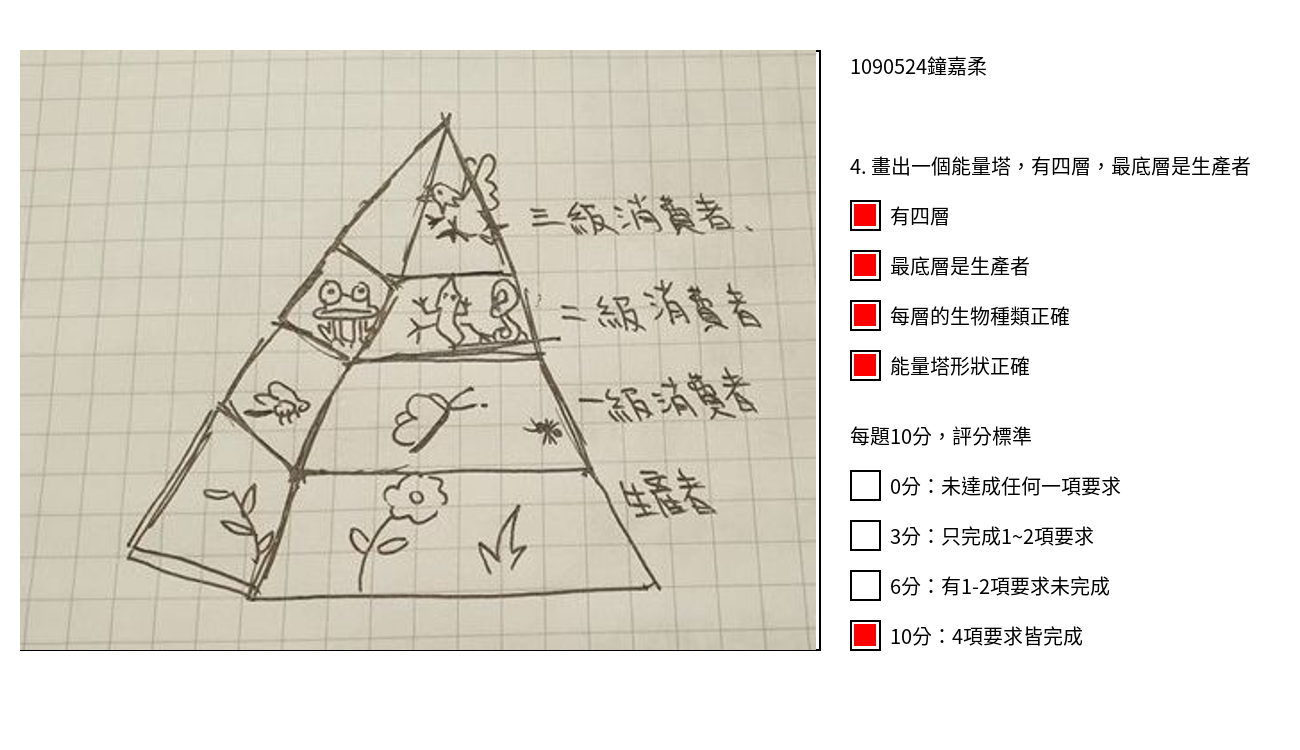 三級消費者、
二級消費者
一級消費者
生產者
1090524鐘嘉柔
4. 畫出一個能量塔，有四層，最底層是生產者
有四層
最底層是生產者
每層的生物種類正確
能量塔形狀正確
每題10分，評分標準
0分：未達成任何一項要求
3分：只完成1~2項要求
6分：有1-2項要求未完成
10分：4項要求皆完成